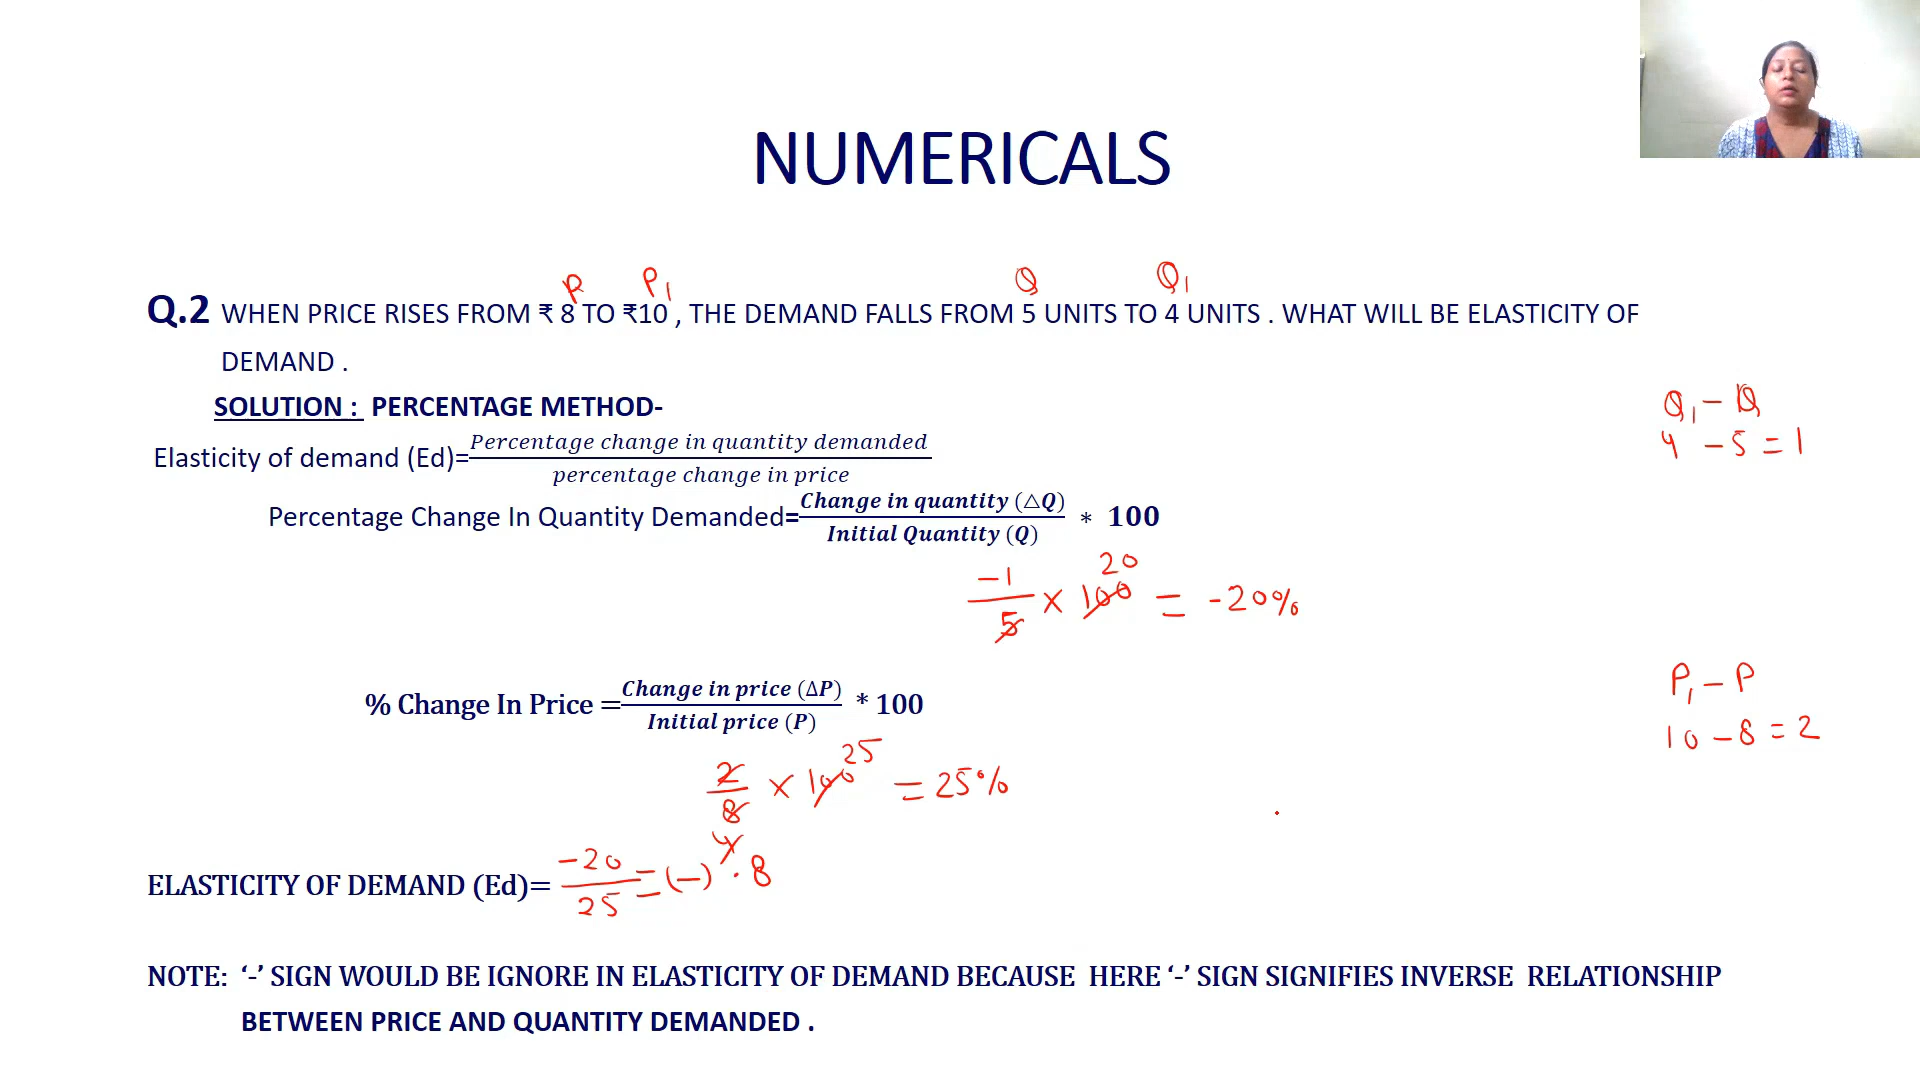 NUMERICALS
P P1 Q Q1
Q.2 WHEN PRICE RISES FROM ₹ 8 TO ₹10 , THE DEMAND FALLS FROM 5 UNITS TO 4 UNITS . WHAT WILL BE ELASTICITY OF
DEMAND .
SOLUTION : PERCENTAGE METHOD-
Q1 – Q
4 – 5 = 1
Elasticity of demand (Ed)= Percentage change in quantity demanded / percentage change in price
Percentage Change In Quantity Demanded= Change in quantity (△Q) / Initial Quantity (Q) * 100
20
-1 / 5 × 100 = -20%
P1 – P
10 – 8 = 2
% Change In Price = Change in price (ΔP) / Initial price (P) * 100
25
2 / 8 × 100 = 25%
4
ELASTICITY OF DEMAND (Ed)= -20 / 25 = (–) .8
NOTE: ‘-’ SIGN WOULD BE IGNORE IN ELASTICITY OF DEMAND BECAUSE HERE ‘-’ SIGN SIGNIFIES INVERSE RELATIONSHIP
BETWEEN PRICE AND QUANTITY DEMANDED .